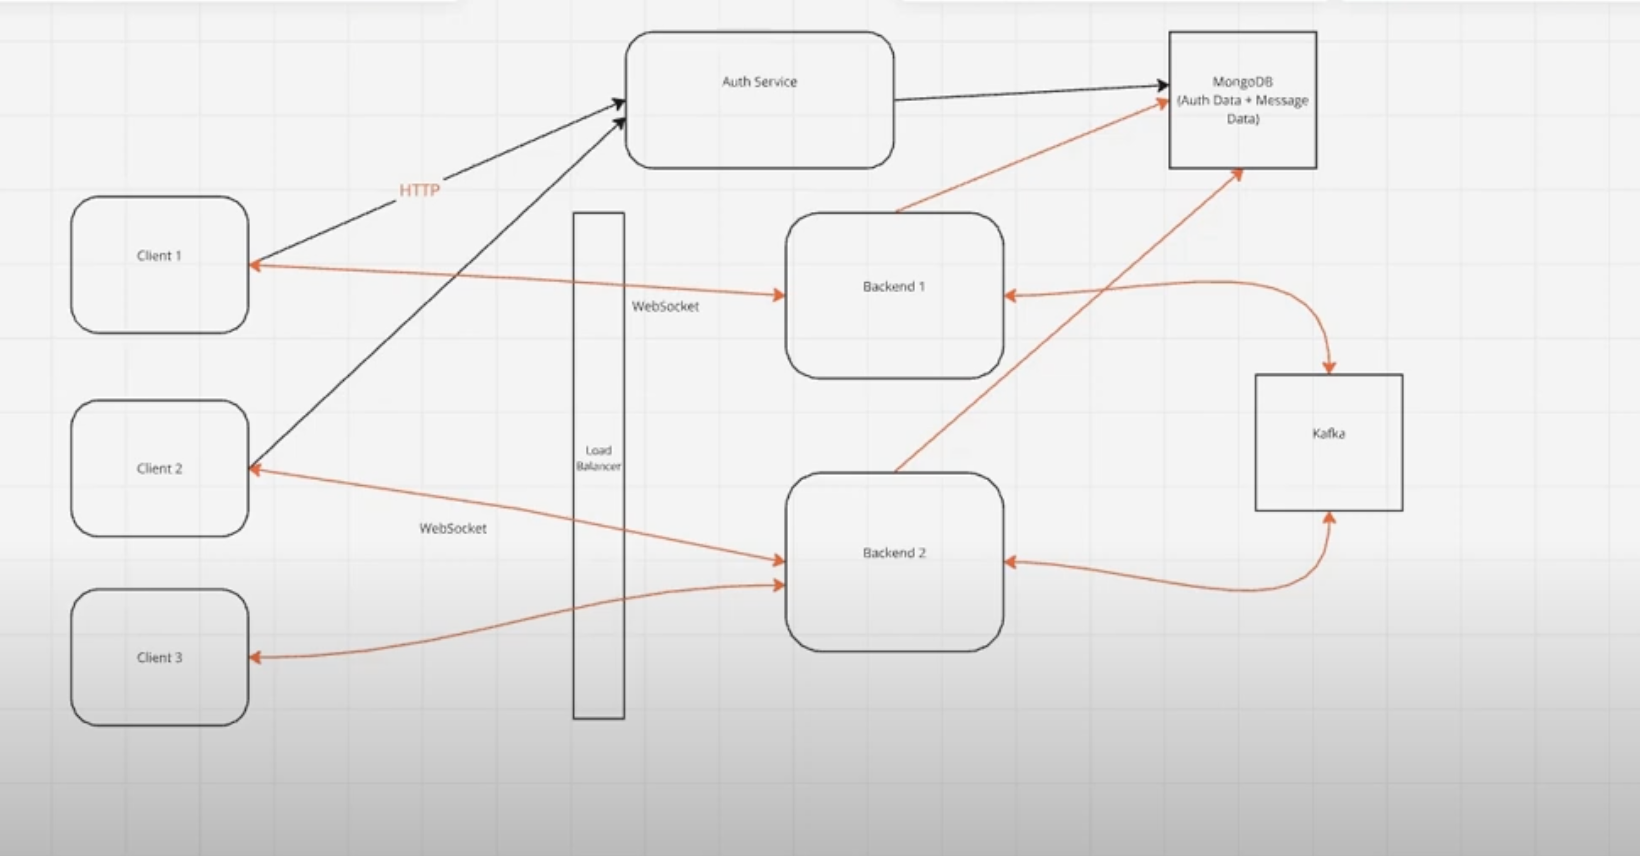 Auth Service
MongoDB
(Auth Data + Message
Data)
HTTP
Client 1
Backend 1
WebSocket
Kafka
Load
Balancer
Client 2
WebSocket
Backend 2
Client 3